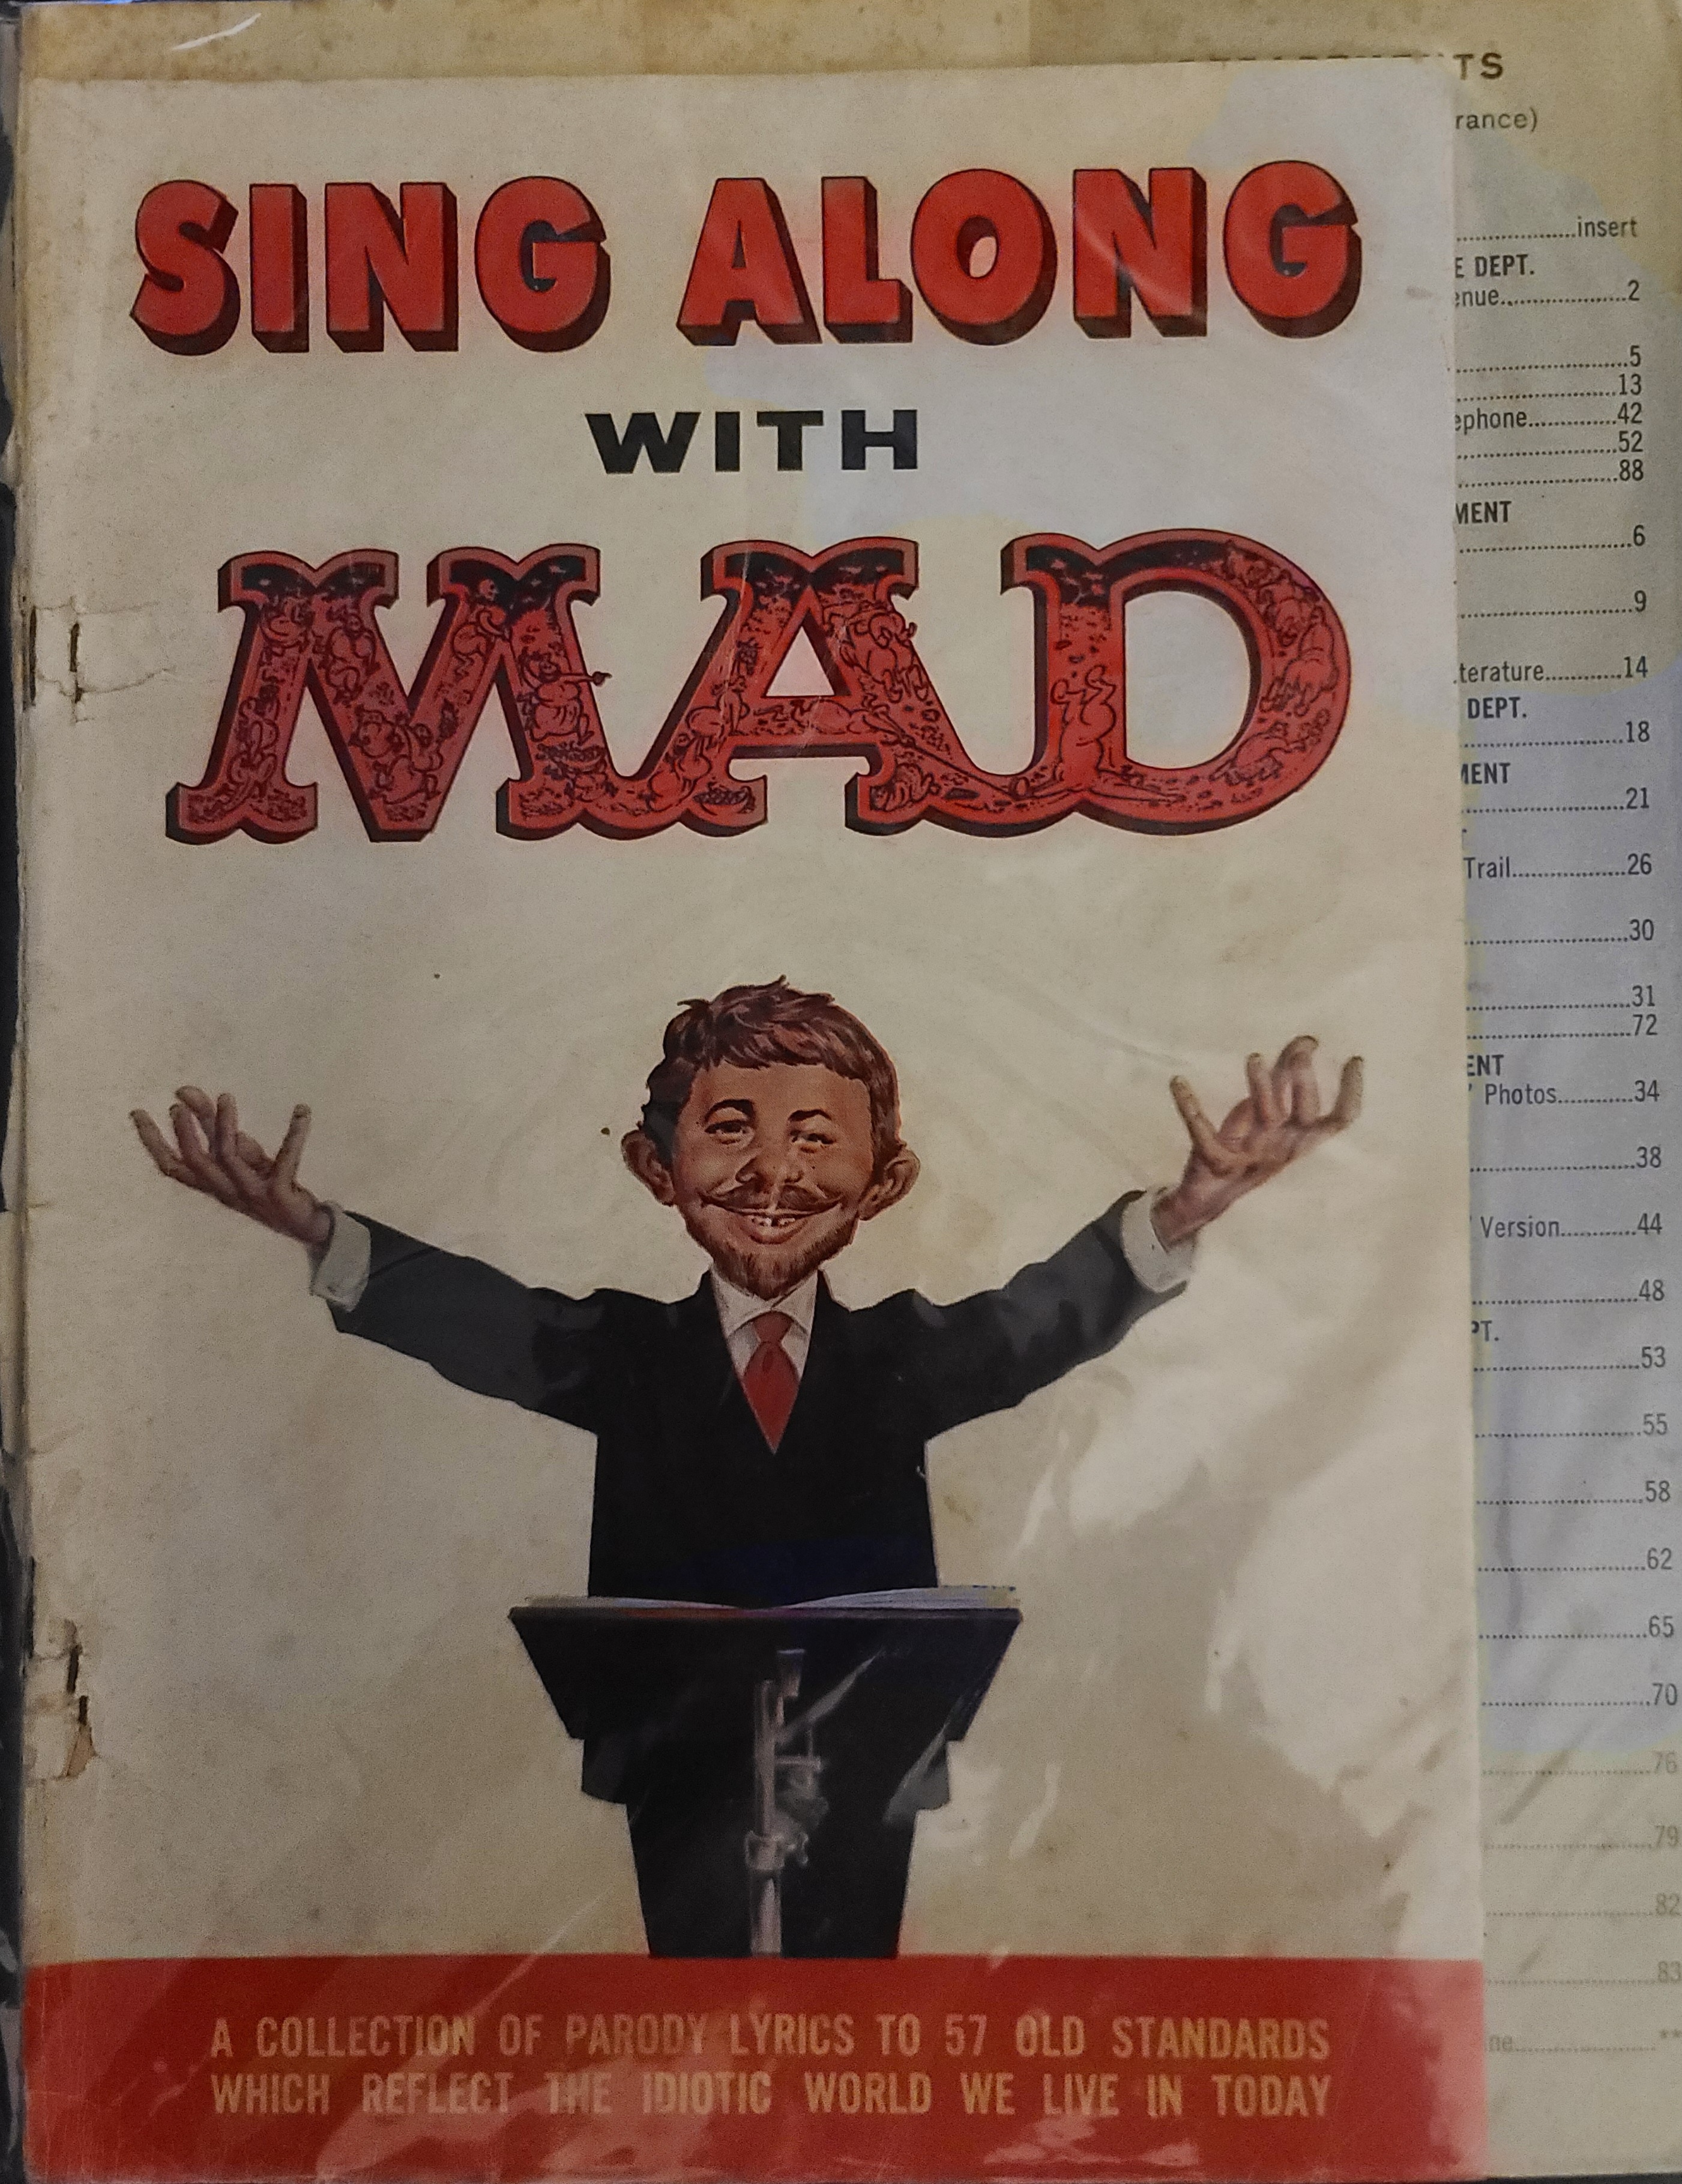 SING ALONG
WITH
MAD
A COLLECTION OF PARODY LYRICS TO 57 OLD STANDARDS
WHICH REFLECT THE IDIOTIC WORLD WE LIVE IN TODAY
TS
rance)
insert
E DEPT.
enue..................2
5
13
ephone.............42
52
88
MENT
6
9
terature............14
DEPT.
18
MENT
21
Trail.................26
30
31
72
ENT
' Photos............34
38
' Version............44
48
PT.
53
55
58
62
65
70
76
79
82
83
ne....................**